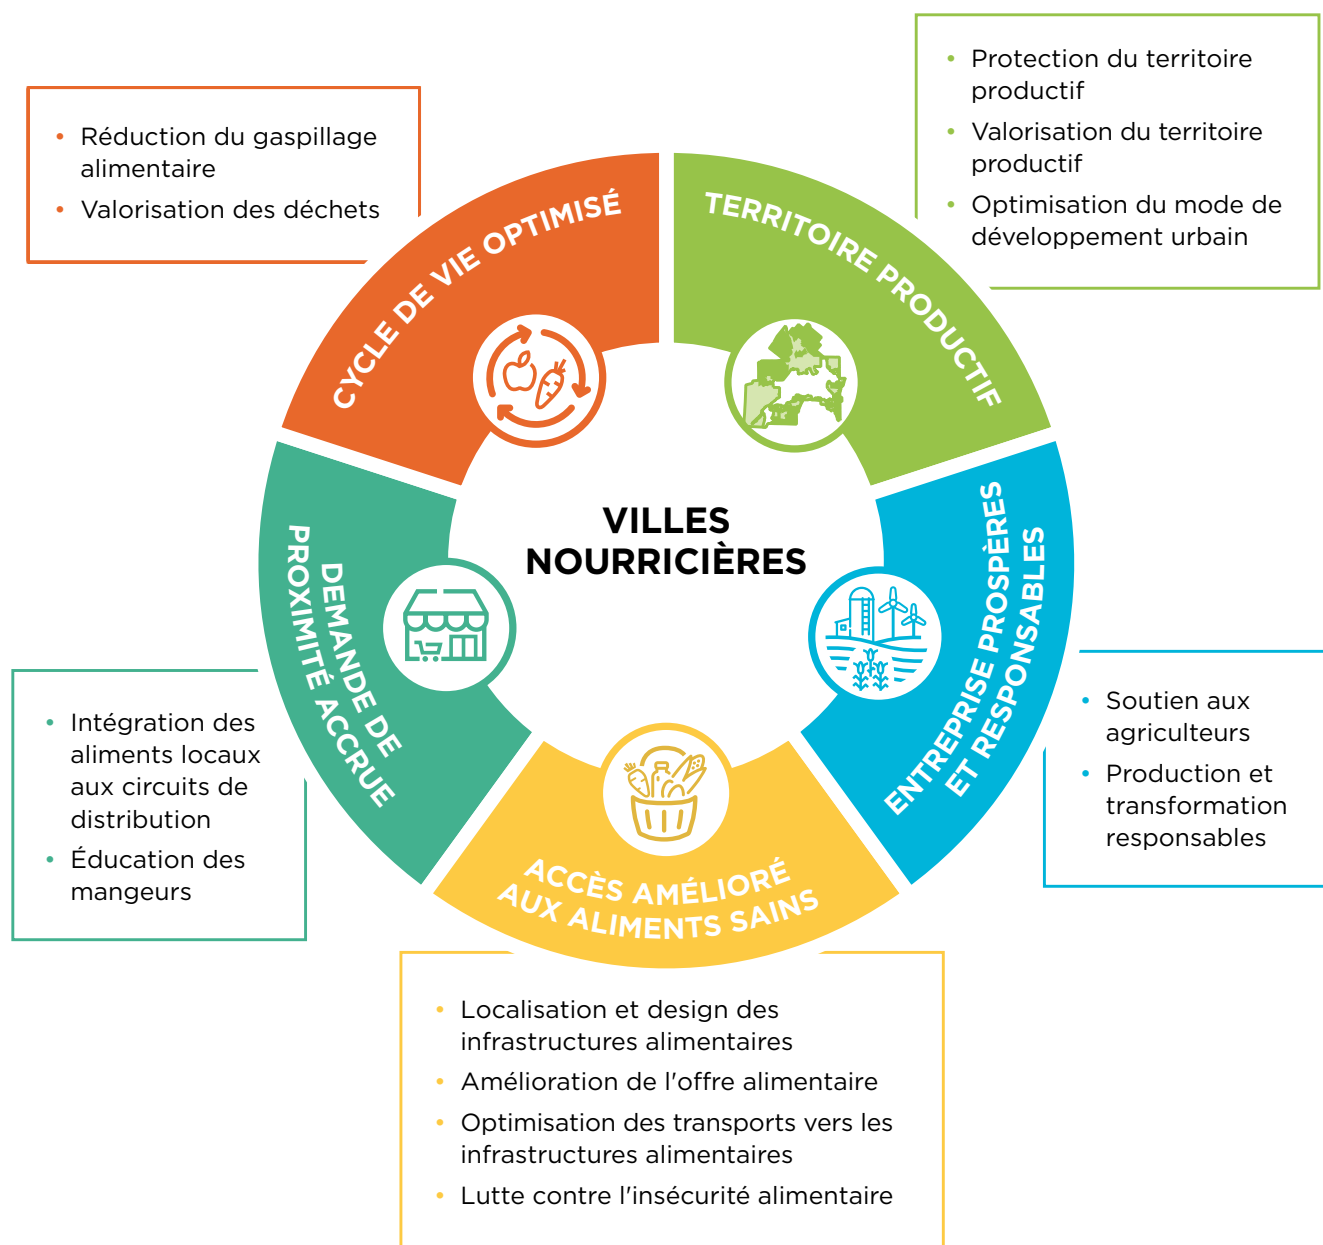 • Protection du territoire
productif
• Valorisation du territoire
productif
• Optimisation du mode de
développement urbain
• Réduction du gaspillage
alimentaire
• Valorisation des déchets
CYCLE DE VIE OPTIMISÉ
TERRITOIRE PRODUCTIF
VILLES
NOURRICIÈRES
DEMANDE DE
PROXIMITÉ ACCRUE
ENTREPRISE PROSPÈRES
ET RESPONSABLES
• Intégration des
aliments locaux
aux circuits de
distribution
• Éducation des
mangeurs
• Soutien aux
agriculteurs
• Production et
transformation
responsables
ACCÈS AMÉLIORÉ
AUX ALIMENTS SAINS
• Localisation et design des
infrastructures alimentaires
• Amélioration de l'offre alimentaire
• Optimisation des transports vers les
infrastructures alimentaires
• Lutte contre l'insécurité alimentaire